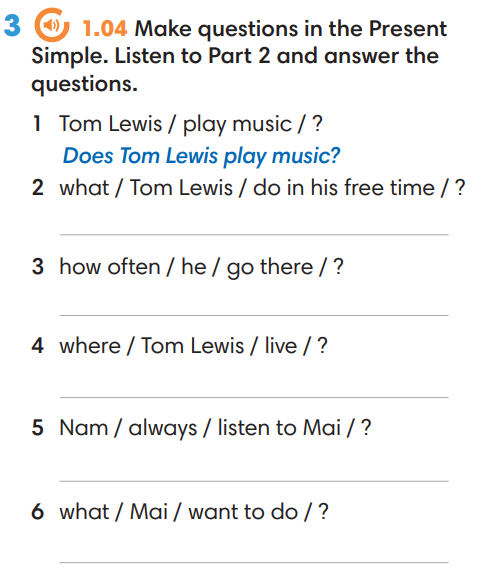 3 1.04 Make questions in the Present
Simple. Listen to Part 2 and answer the
questions.
1 Tom Lewis / play music / ?
Does Tom Lewis play music?
2 what / Tom Lewis / do in his free time / ?
3 how often / he / go there / ?
4 where / Tom Lewis / live / ?
5 Nam / always / listen to Mai / ?
6 what / Mai / want to do / ?